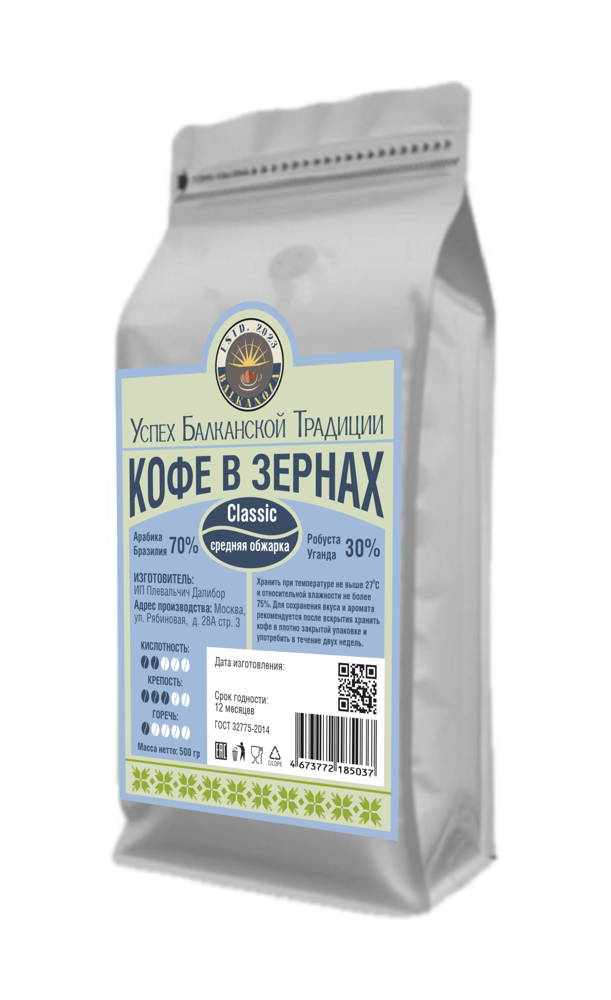 ESTD. 2023
BALKANOZA
Успех Балканской Традиции
КОФЕ В ЗЕРНАХ
Classic
средняя обжарка
Арабика
Бразилия 70%
Робуста
Уганда 30%
ИЗГОТОВИТЕЛЬ:
ИП Плевальчич Далибор
Адрес производства: Москва,
ул. Рябиновая, д. 28А стр. 3
Хранить при температуре не выше 27°С
и относительной влажности не более
75%. Для сохранения вкуса и аромата
рекомендуется после вскрытия хранить
кофе в плотно закрытой упаковке и
употребить в течение двух недель.
КИСЛОТНОСТЬ:
КРЕПОСТЬ:
ГОРЕЧЬ:
Масса нетто: 500 гр
Дата изготовления:
Срок годности:
12 месяцев
ГОСТ 32775-2014
EAC
C/LDPE
4 673772 185037